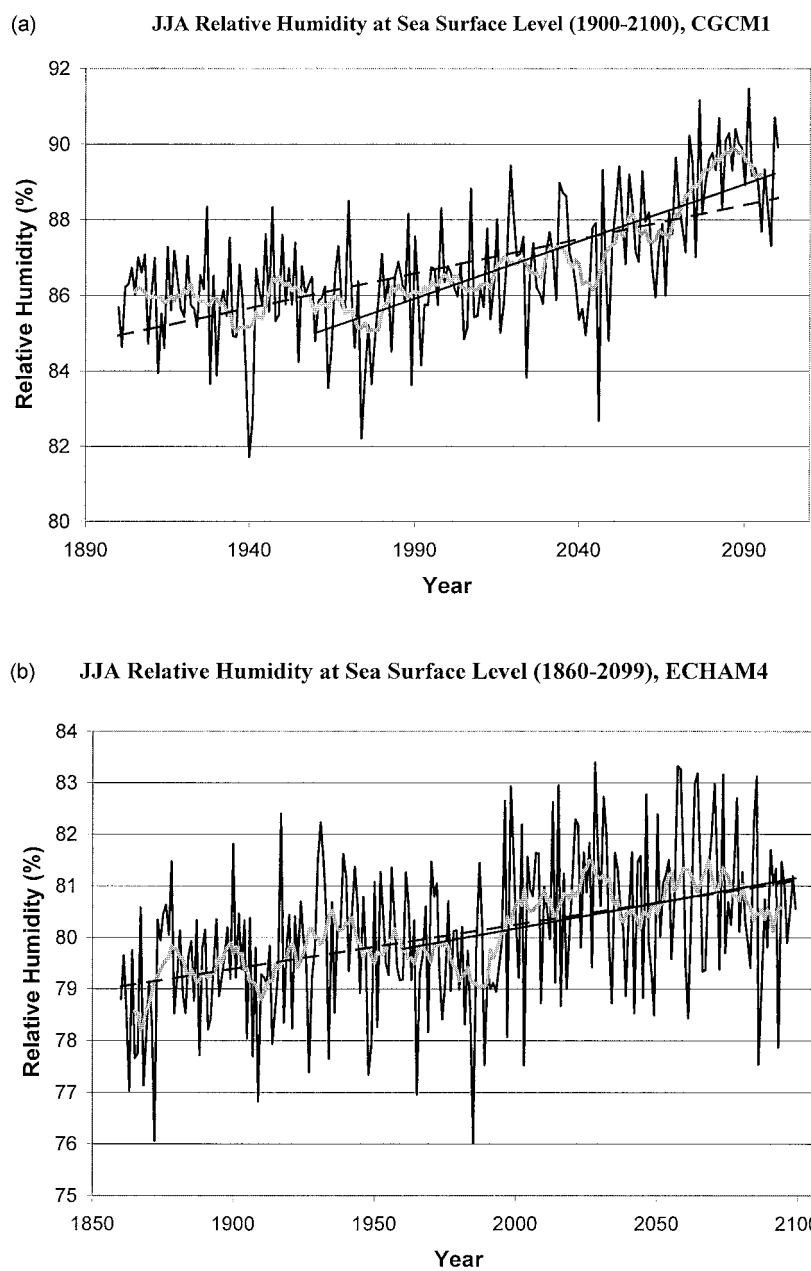 (a) JJA Relative Humidity at Sea Surface Level (1900-2100), CGCM1
92
91
90
88
86
84
82
80
Relative Humidity (%)
1890 1940 1990 2040 2090
Year
(b) JJA Relative Humidity at Sea Surface Level (1860-2099), ECHAM4
84
83
82
81
80
79
78
77
76
75
Relative Humidity (%)
1850 1900 1950 2000 2050 2100
Year